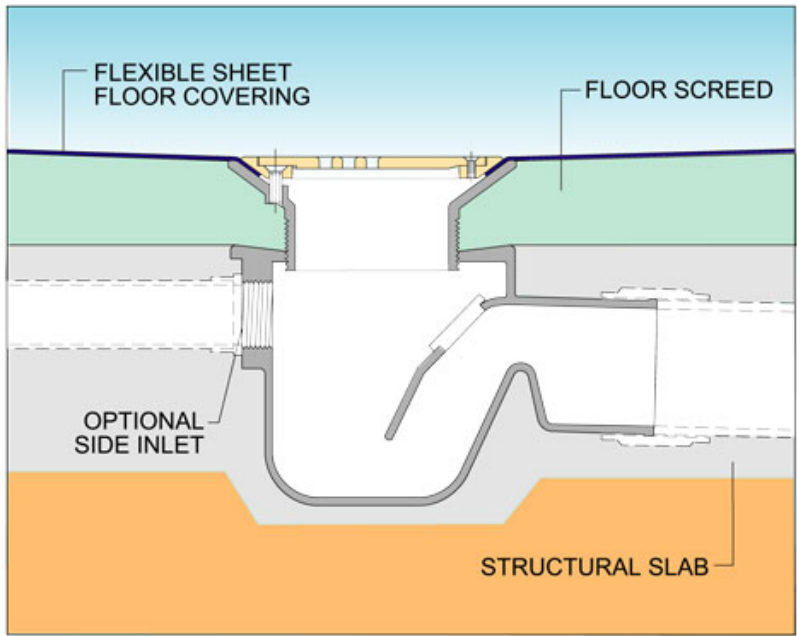 FLEXIBLE SHEET
FLOOR COVERING
FLOOR SCREED
OPTIONAL
SIDE INLET
STRUCTURAL SLAB